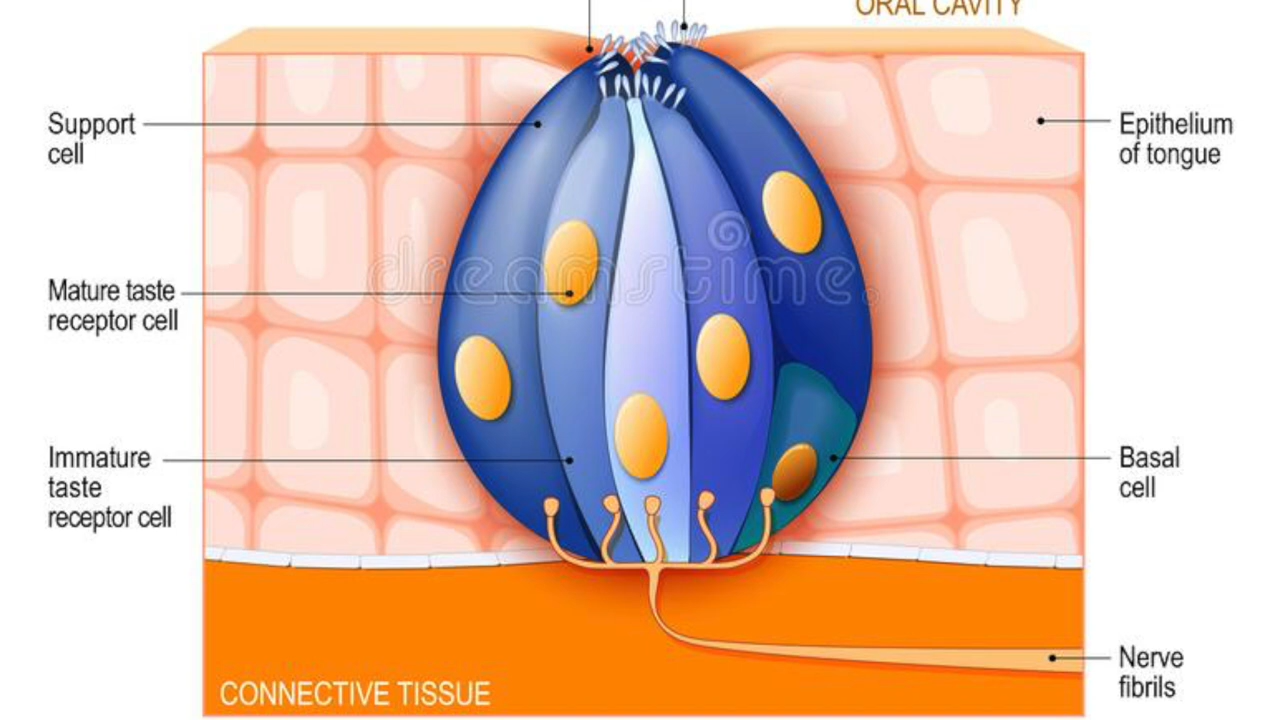 ORAL CAVITY
Support
cell
Epithelium
of tongue
dreamstime.
Mature taste
receptor cell
Immature
taste
receptor cell
Basal
cell
Nerve
fibrils
CONNECTIVE TISSUE